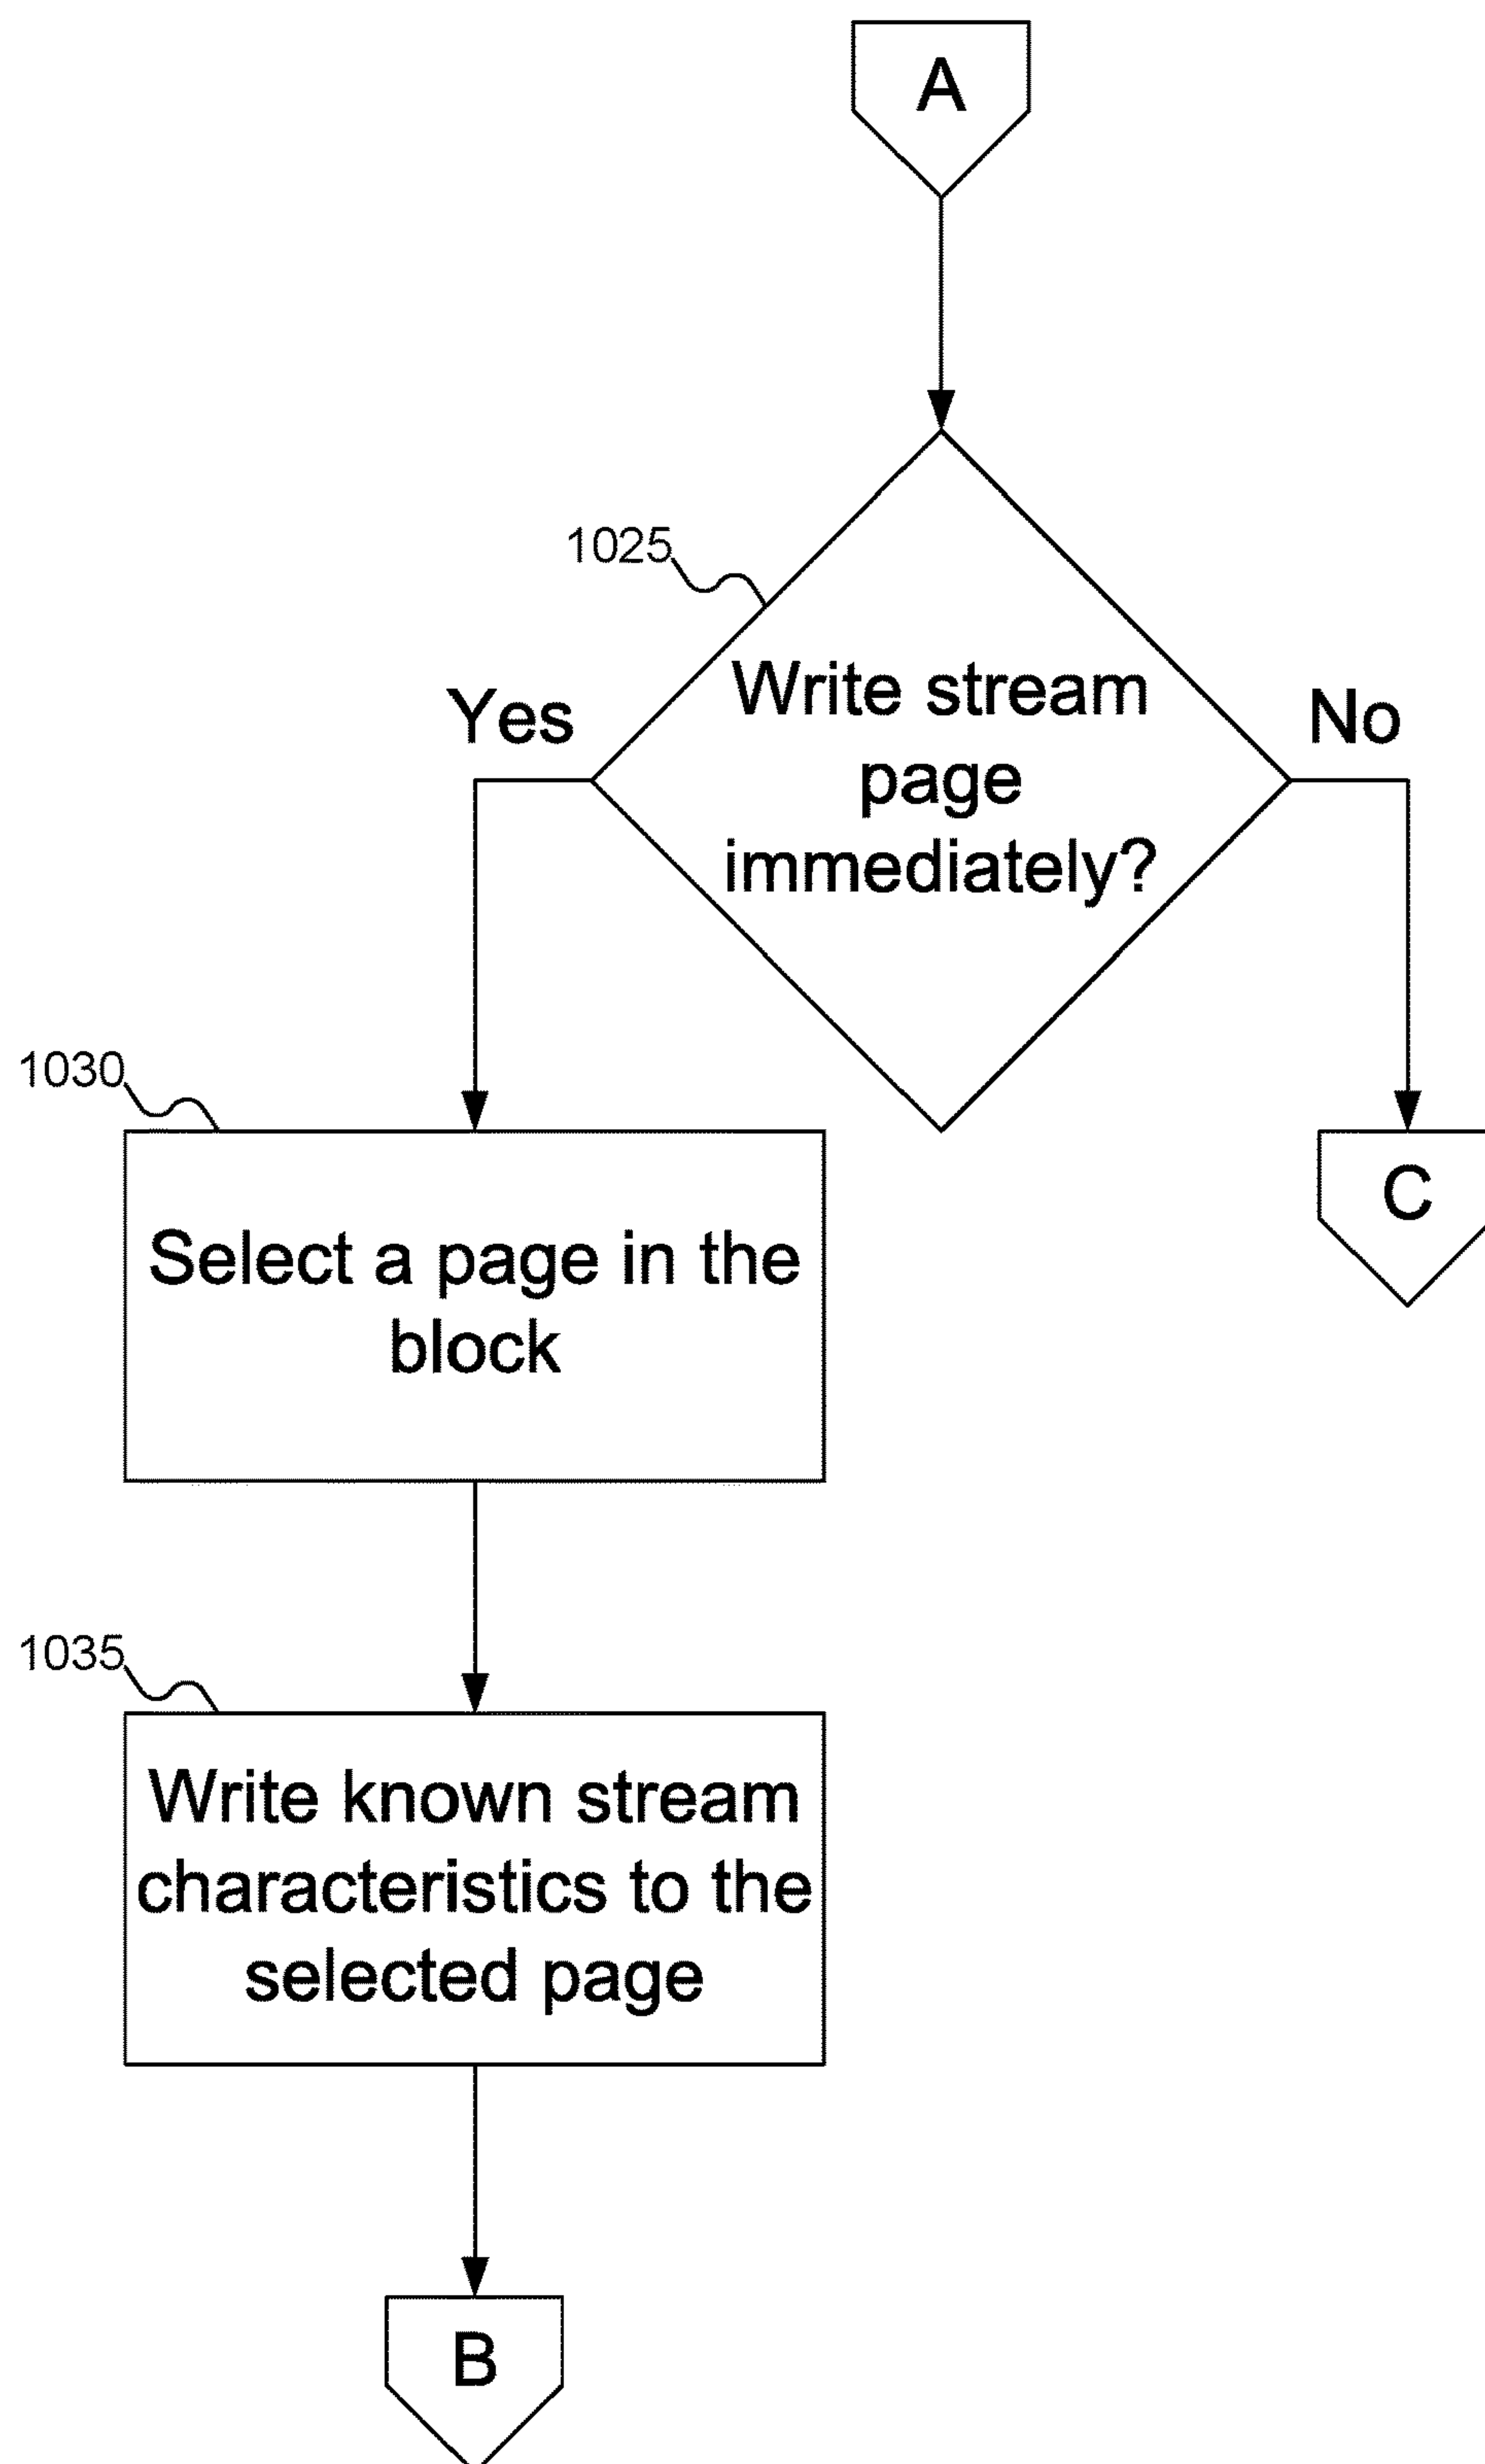 A
1025
Write stream
page
immediately?
Yes
No
1030
Select a page in the
block
C
1035
Write known stream
characteristics to the
selected page
B